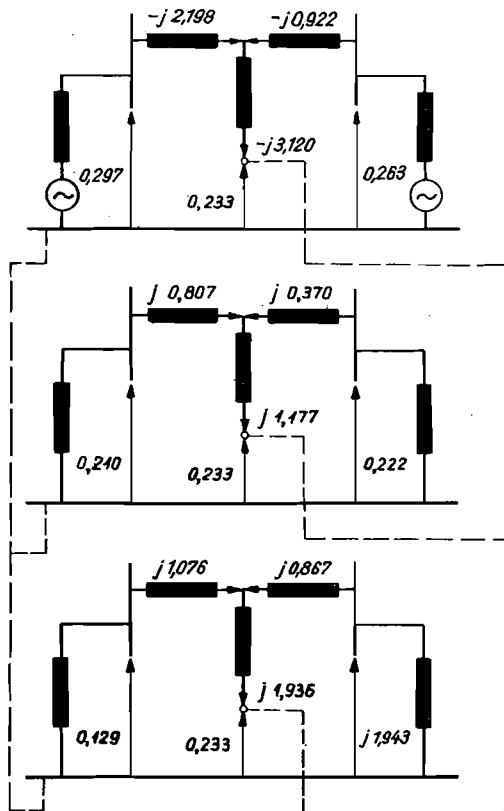 -j 2,198 -j 0,922
-j 3,120
0,297 0,233 0,263
j 0,807 j 0,370
j 1,177
0,210 0,233 0,222
j 1,076 j 0,867
j 1,936
0,129 0,233 j 1,943